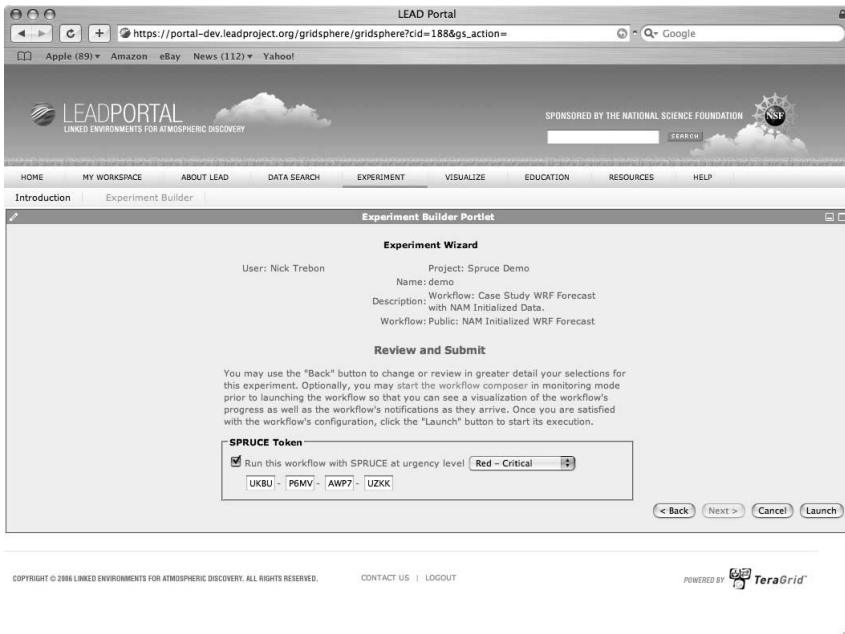 LEAD Portal
https://portal-dev.leadproject.org/gridsphere/gridsphere?cid=188&gs_action=
Google
Apple (89) Amazon eBay News (112) Yahoo!
LEADPORTAL
LINKED ENVIRONMENTS FOR ATMOSPHERIC DISCOVERY
SPONSORED BY THE NATIONAL SCIENCE FOUNDATION
NSF
SEARCH
HOME MY WORKSPACE ABOUT LEAD DATA SEARCH EXPERIMENT VISUALIZE EDUCATION RESOURCES HELP
Introduction Experiment Builder
Experiment Builder Portlet
Experiment Wizard
User: Nick Trebon Project: Spruce Demo
Name: demo
Description: Workflow: Case Study WRF Forecast
with NAM Initialized Data.
Workflow: Public: NAM Initialized WRF Forecast
Review and Submit
You may use the "Back" button to change or review in greater detail your selections for
this experiment. Optionally, you may start the workflow composer in monitoring mode
prior to launching the workflow so that you can see a visualization of the workflow's
progress as well as the workflow's notifications as they arrive. Once you are satisfied
with the workflow's configuration, click the "Launch" button to start its execution.
SPRUCE Token
Run this workflow with SPRUCE at urgency level Red – Critical
UKBU - P6MV - AWP7 - UZKK
< Back Next > Cancel Launch
COPYRIGHT © 2006 LINKED ENVIRONMENTS FOR ATMOSPHERIC DISCOVERY. ALL RIGHTS RESERVED. CONTACT US | LOGOUT
POWERED BY TeraGrid